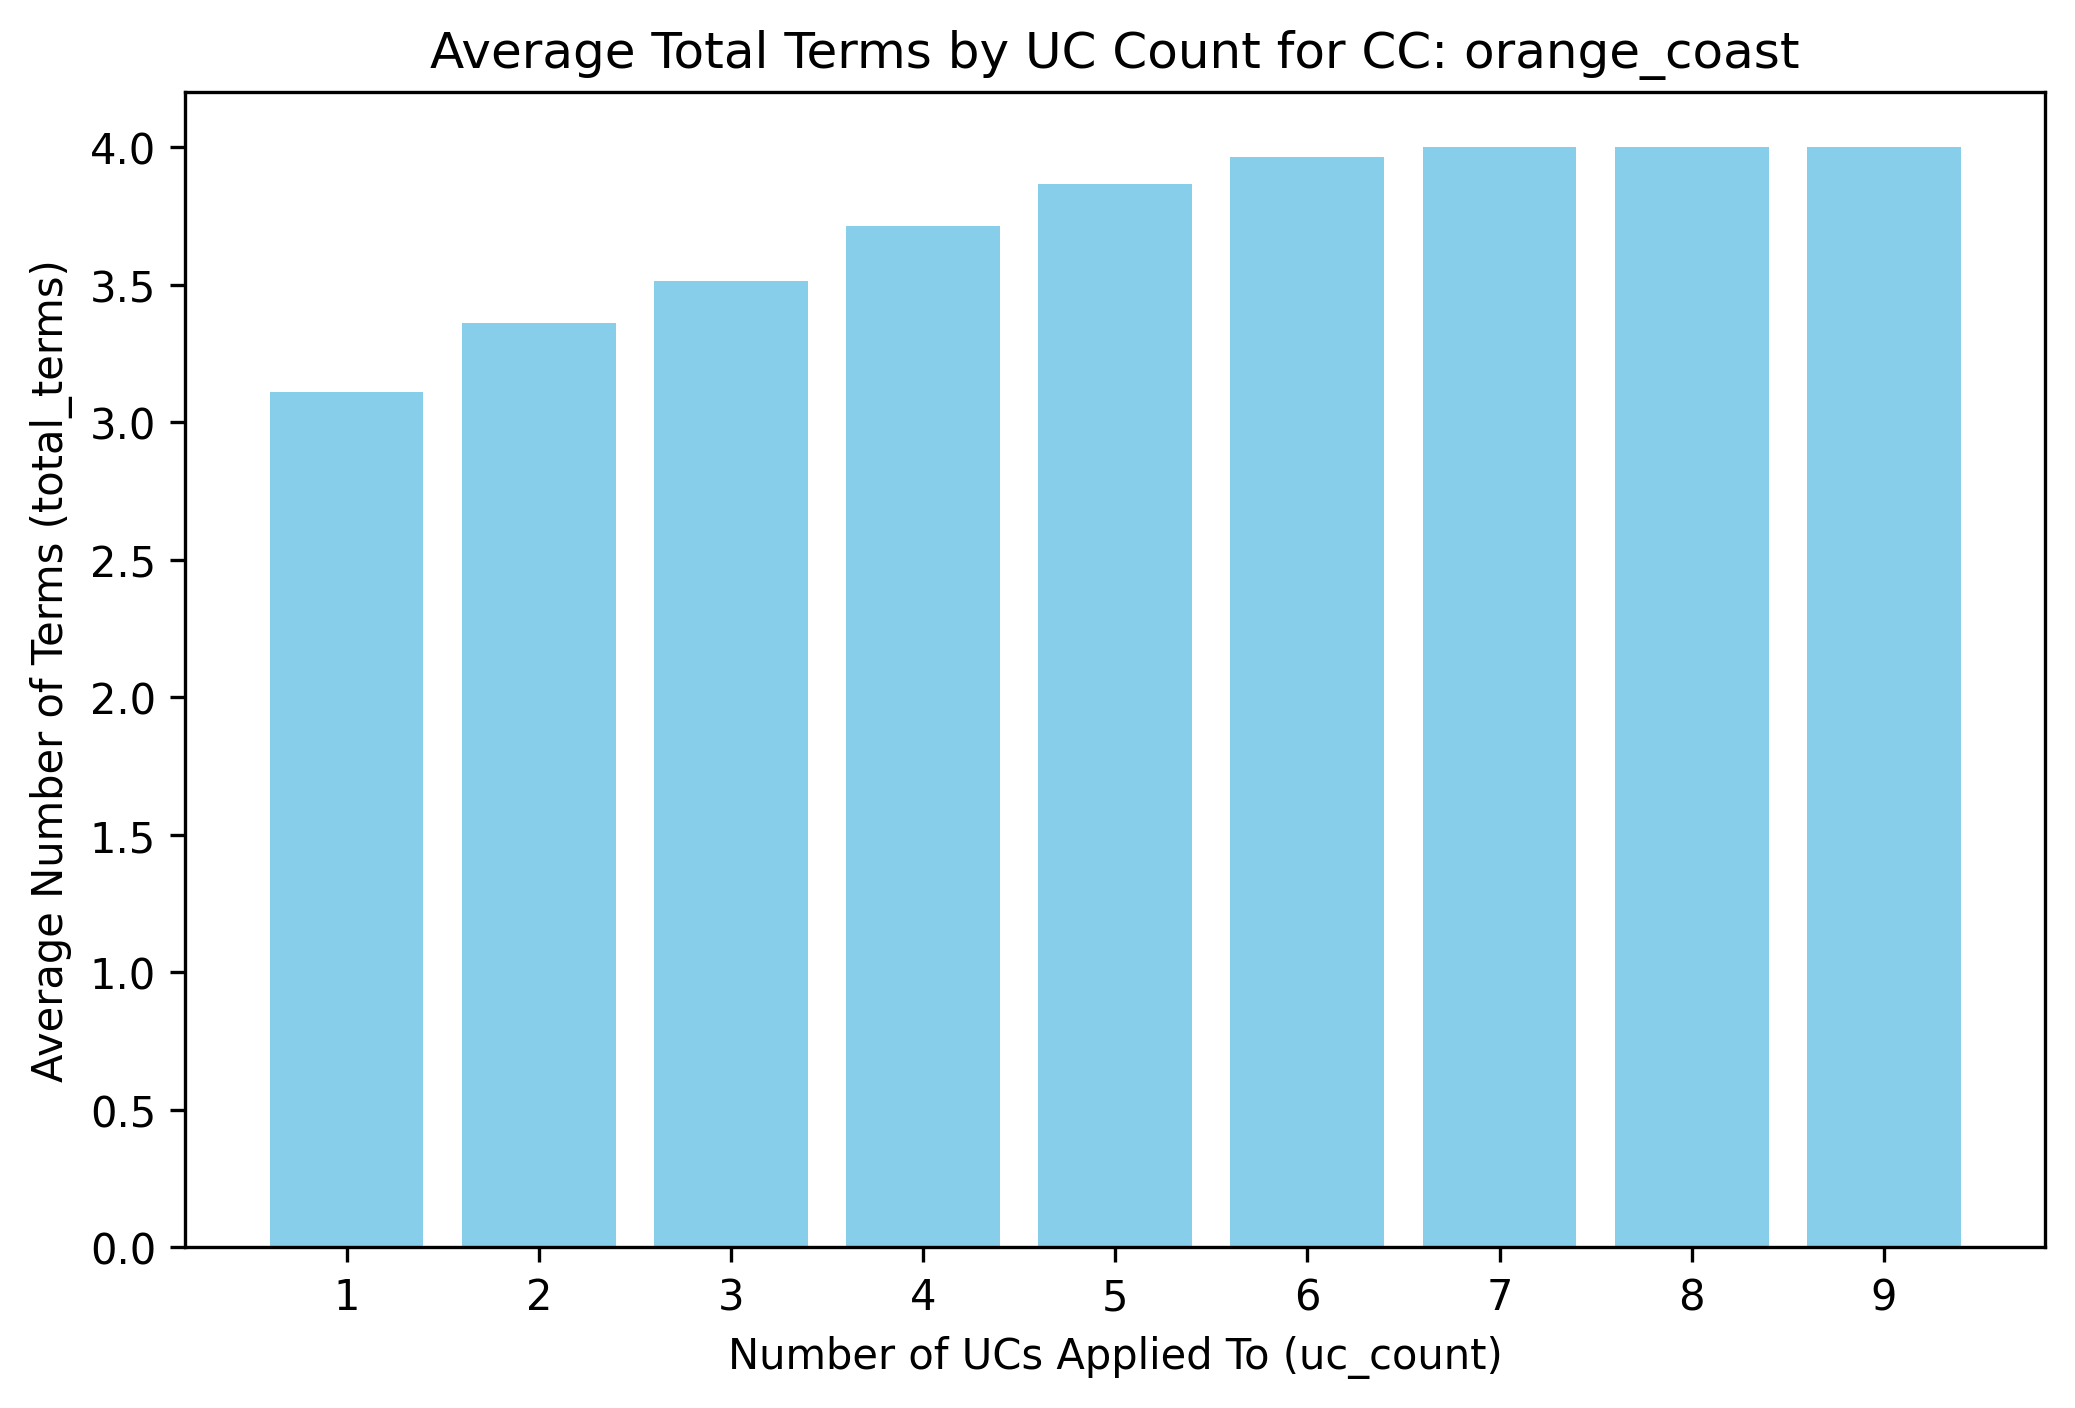 Average Total Terms by UC Count for CC: orange_coast
Average Number of Terms (total_terms)
4.0
3.5
3.0
2.5
2.0
1.5
1.0
0.5
0.0
1 2 3 4 5 6 7 8 9
Number of UCs Applied To (uc_count)